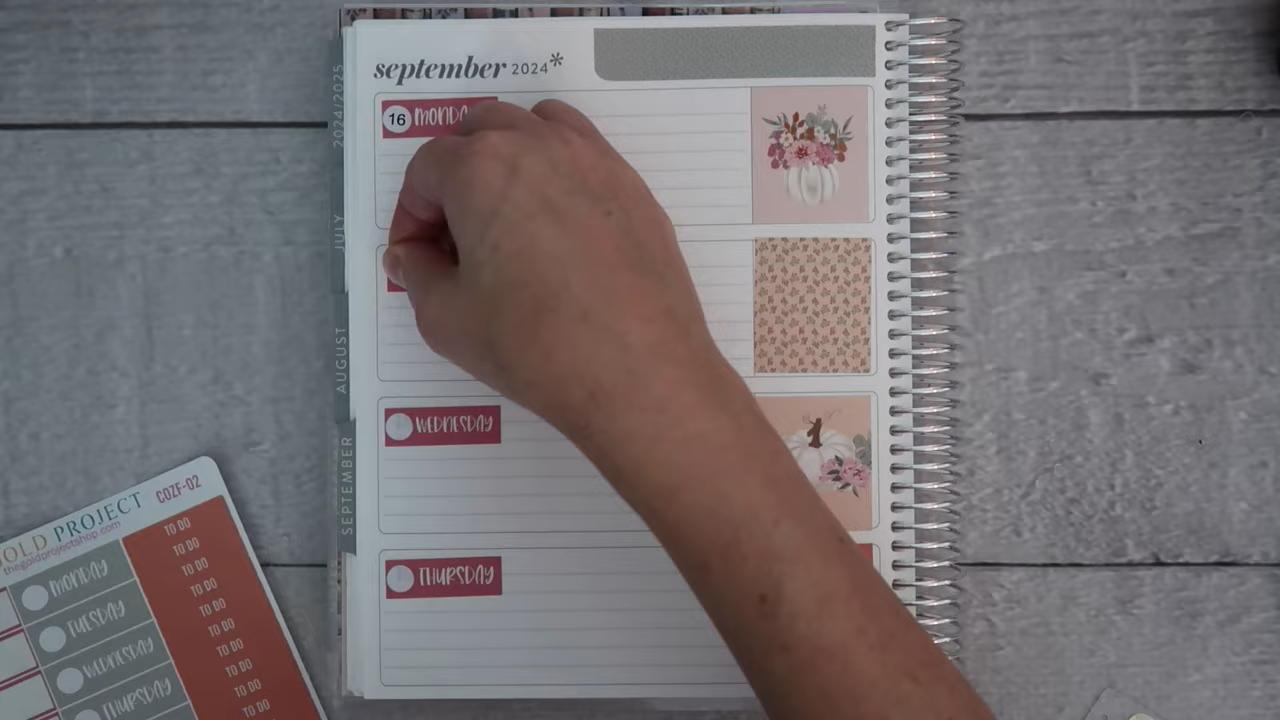 september 2024*
16 MONDAY
WEDNESDAY
THURSDAY
2024/2025
JULY
AUGUST
SEPTEMBER
OLD PROJECT COZF-02
thegoldprojectshop.com
MONDAY
TUESDAY
WEDNESDAY
THURSDAY
TO DO
TO DO
TO DO
TO DO
TO DO
TO DO
TO DO
TO DO
TO DO
TO DO